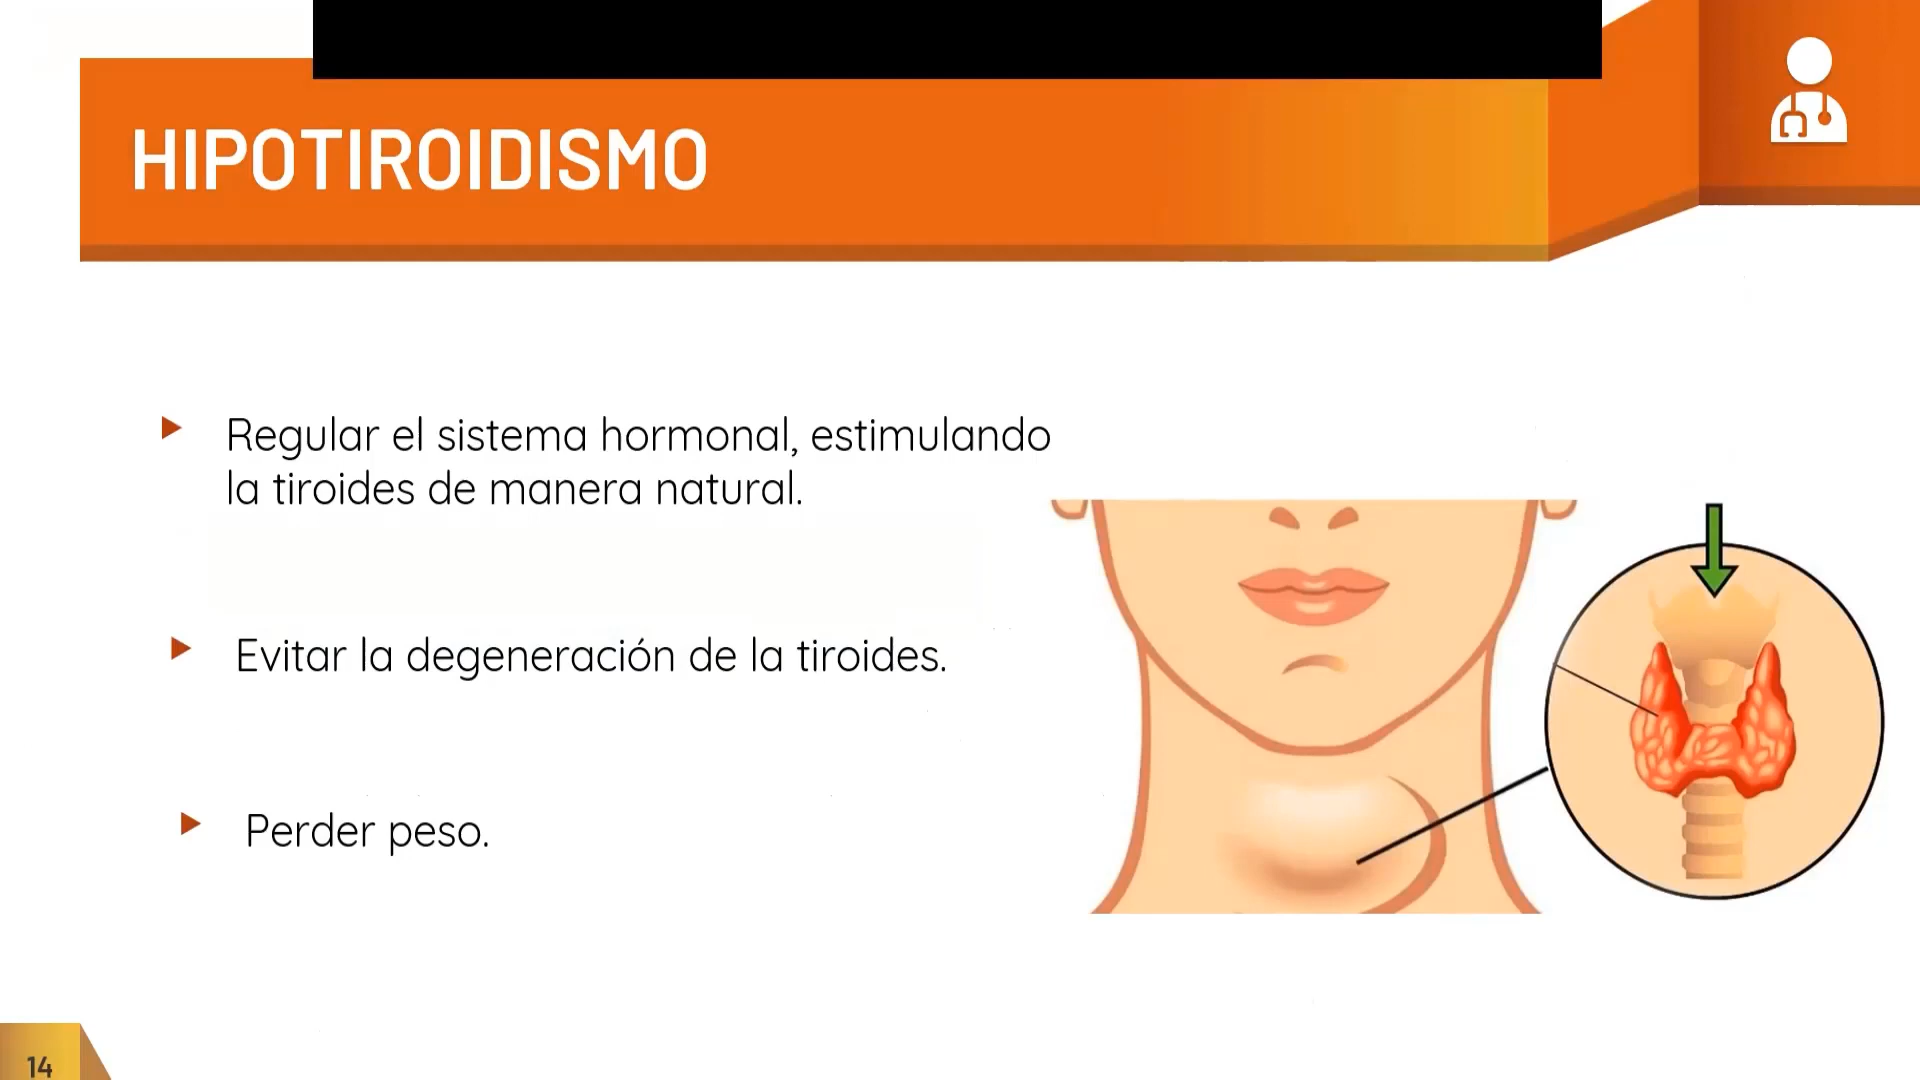 HIPOTIROIDISMO
Regular el sistema hormonal, estimulando
la tiroides de manera natural.
Evitar la degeneración de la tiroides.
Perder peso.
14